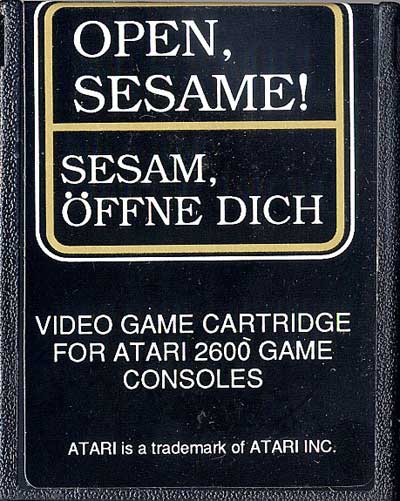 OPEN,
SESAME!
SESAM,
ÖFFNE DICH
VIDEO GAME CARTRIDGE
FOR ATARI 2600 GAME
CONSOLES
ATARI is a trademark of ATARI INC.